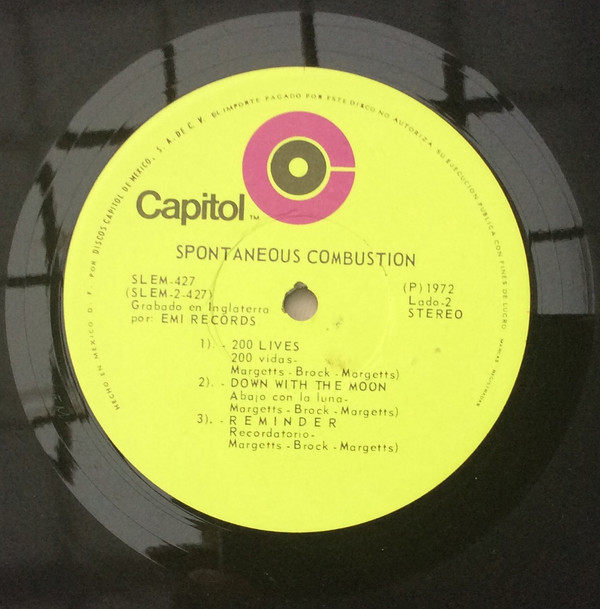 HECHO EN MEXICO D. F. POR DISCOS CAPITOL DE MEXICO, S. A. DE C. V. EL IMPORTE PAGADO POR ESTE DISCO NO AUTORIZA SU EJECUCION PUBLICA CON FINES DE LUCRO
Capitol ™
SPONTANEOUS COMBUSTION
SLEM-427
(SLEM-2-427)
Grabado en Inglaterra
por: EMI RECORDS
(P) 1972
Lado-2
STEREO
1). - 200 LIVES
200 vidas-
Margetts - Brock - Margetts)
2). - DOWN WITH THE MOON
Abajo con la luna-
Margetts - Brock - Margetts)
3). - REMINDER
Recordatorio-
Margetts - Brock - Margetts)